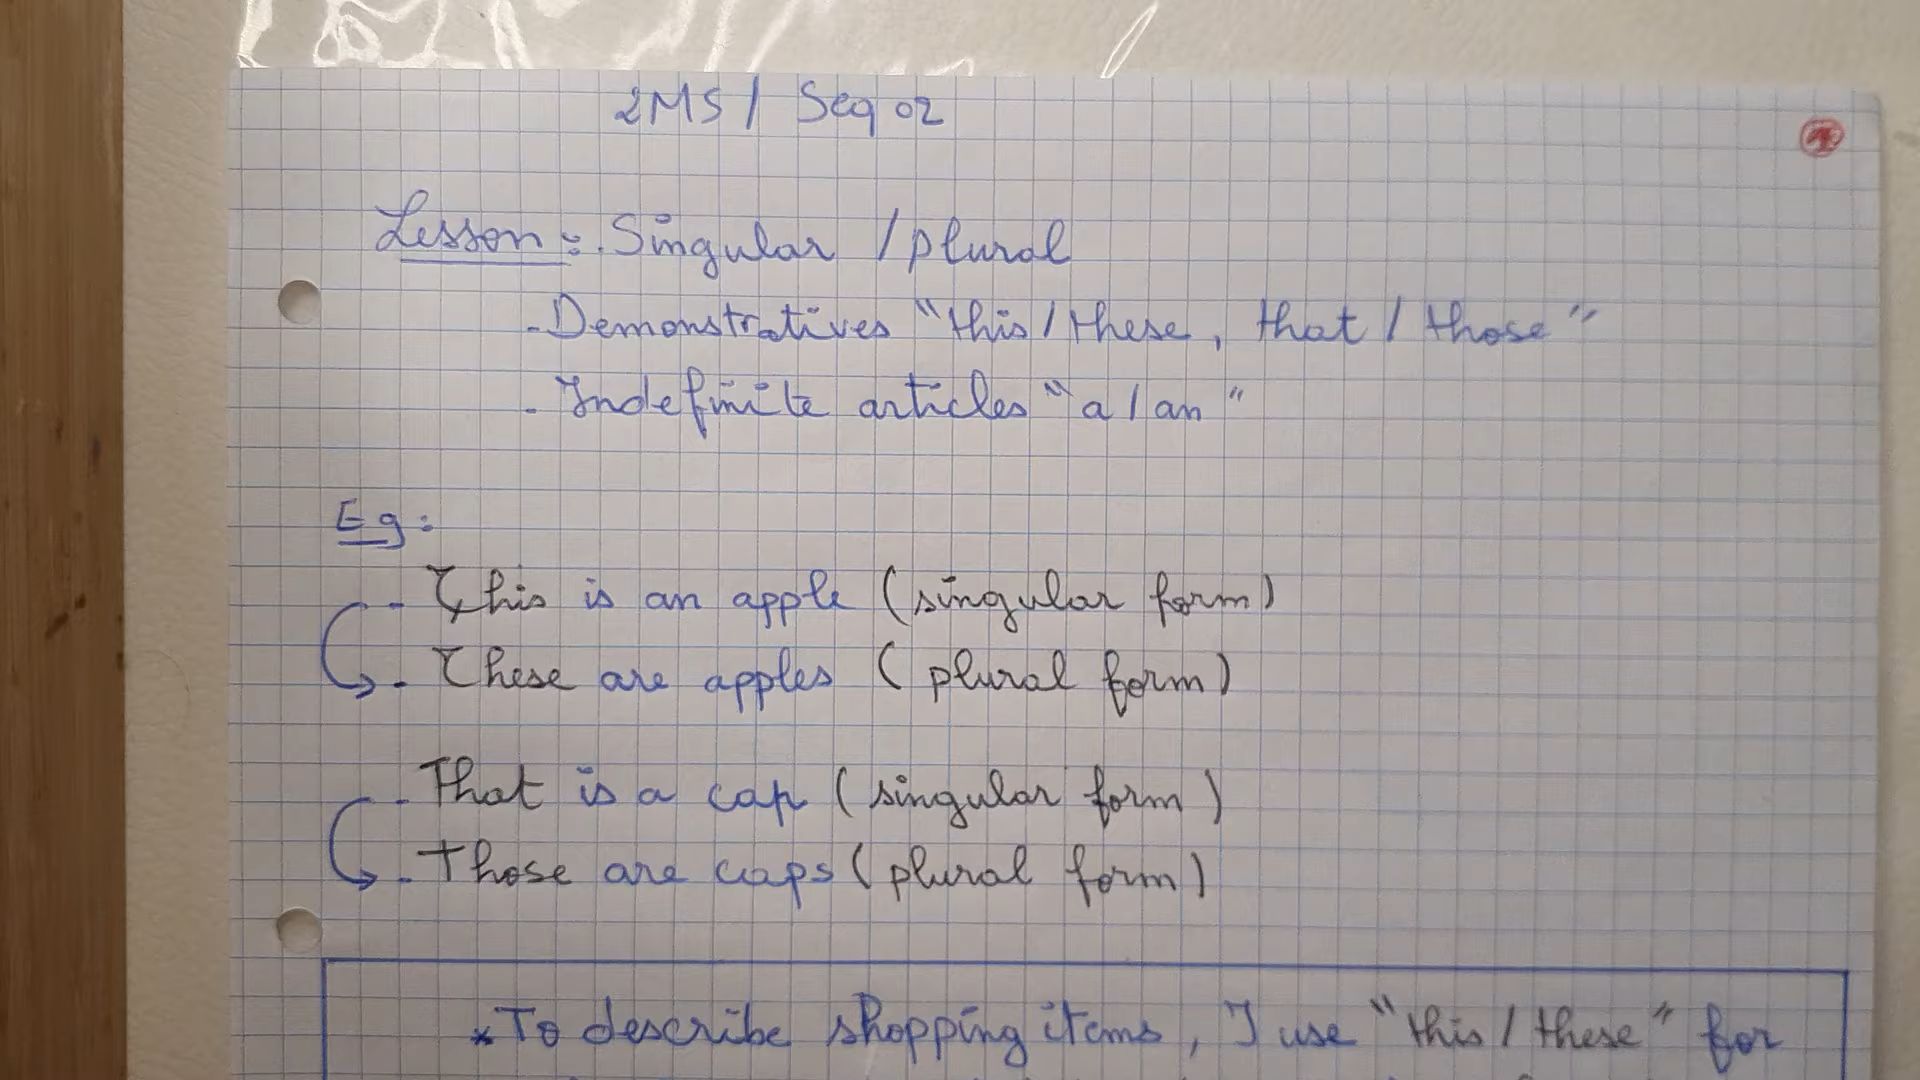 2MS / Seq 02
Lesson: . Singular / plural
- Demonstratives "this / these, that / those"
- Indefinite articles "a / an"
Eg:
- This is an apple (singular form)
- These are apples (plural form)
- That is a cap (singular form)
- Those are caps (plural form)
* To describe shopping items, I use "this / these" for